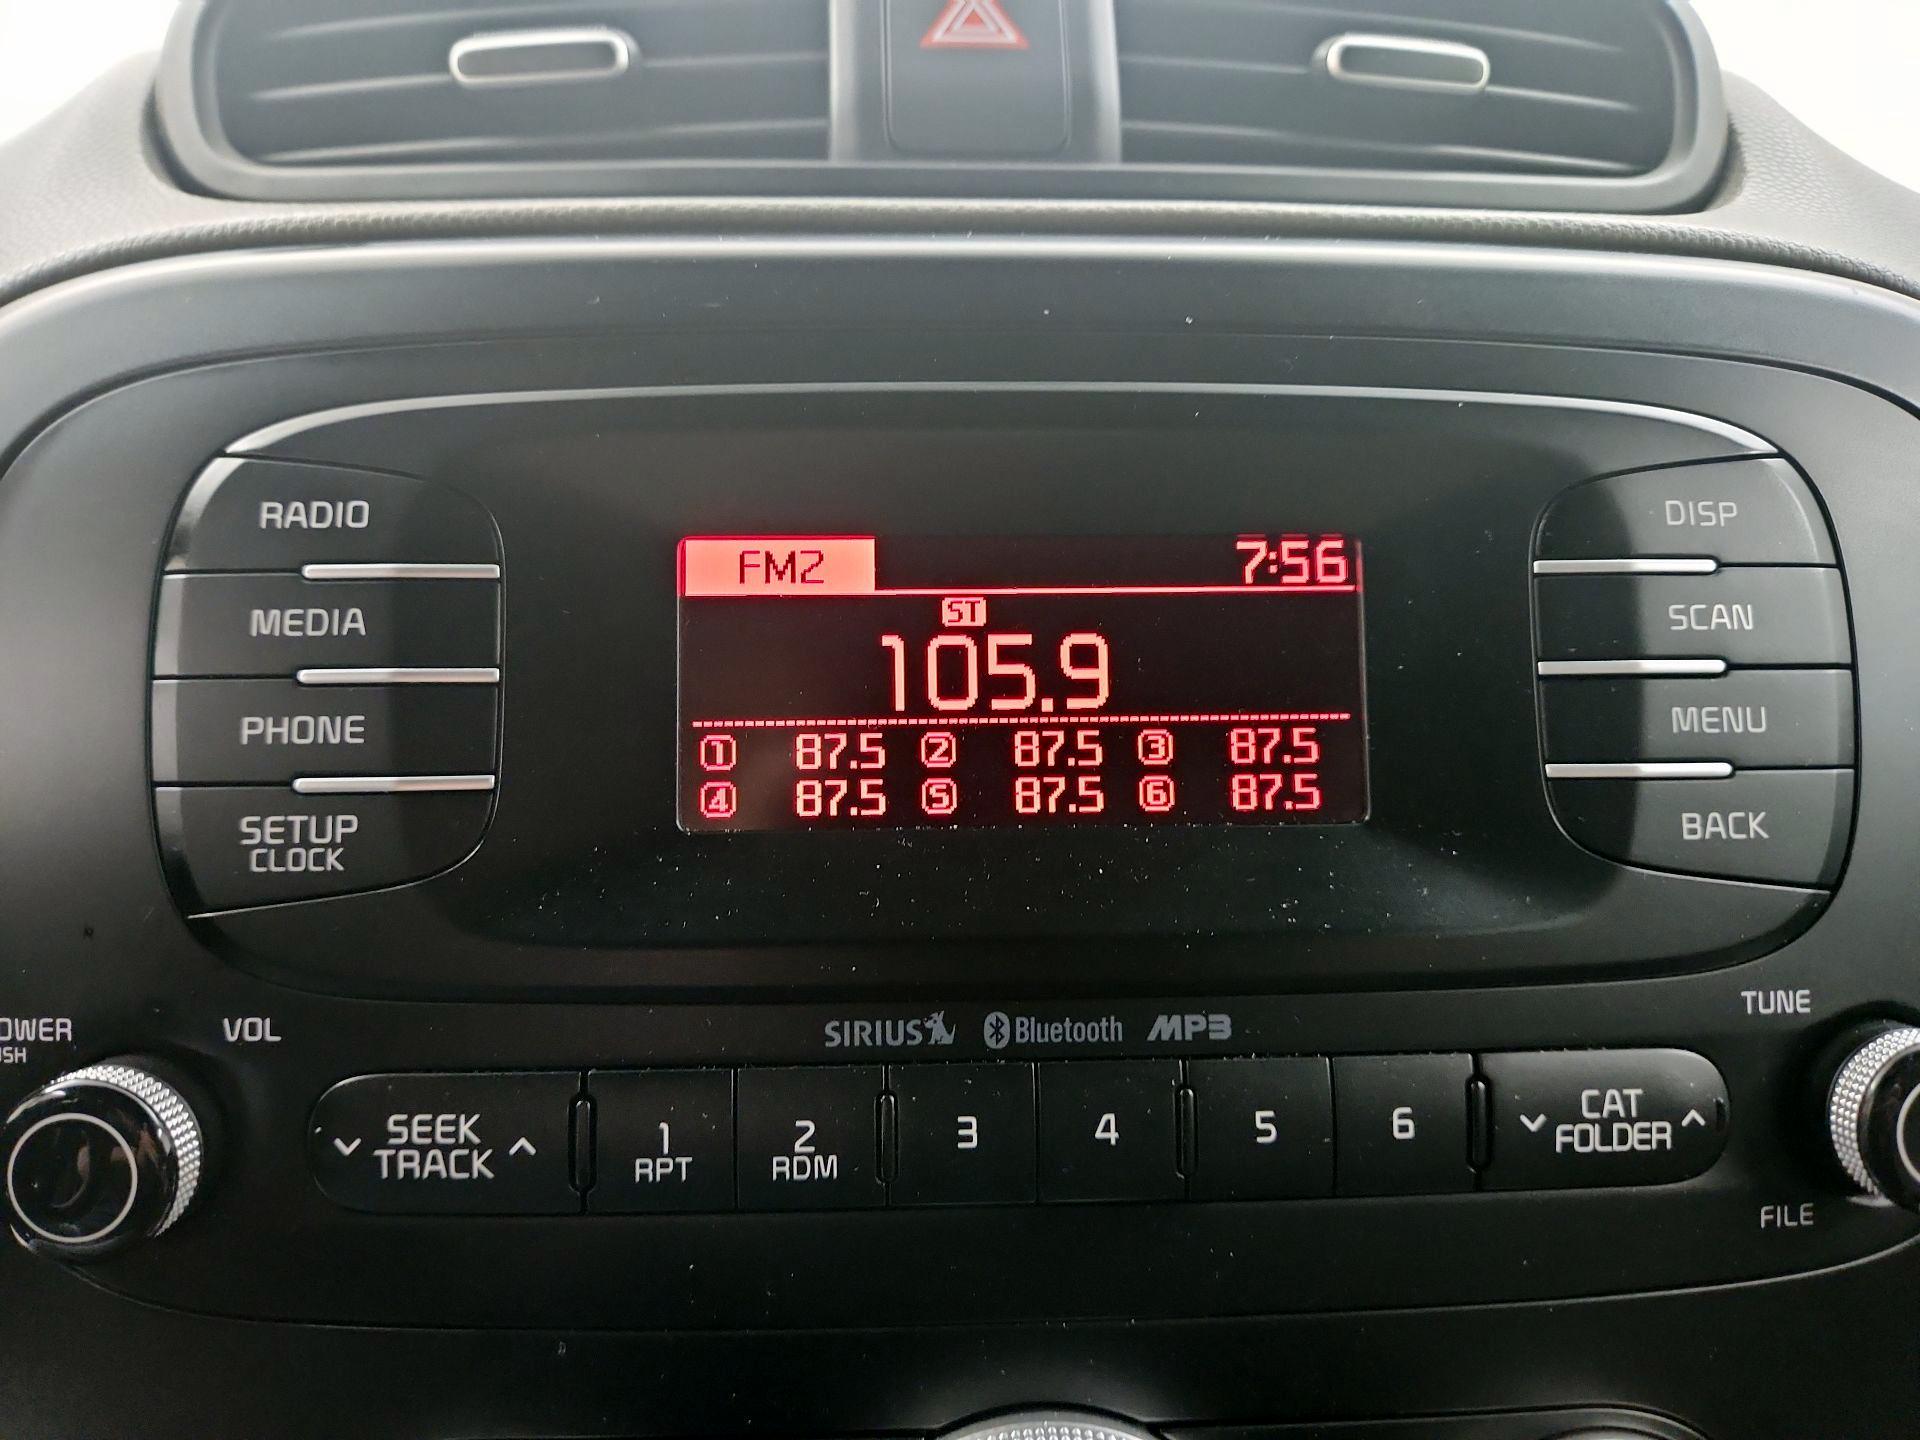 RADIO
MEDIA
PHONE
SETUP
CLOCK
FM2 7:56
ST
105.9
1 87.5 2 87.5 3 87.5
4 87.5 5 87.5 6 87.5
DISP
SCAN
MENU
BACK
VOL
SIRIUS Bluetooth MP3
TUNE
SEEK
TRACK
1
RPT
2
RDM
3
4
5
6
CAT
FOLDER
FILE